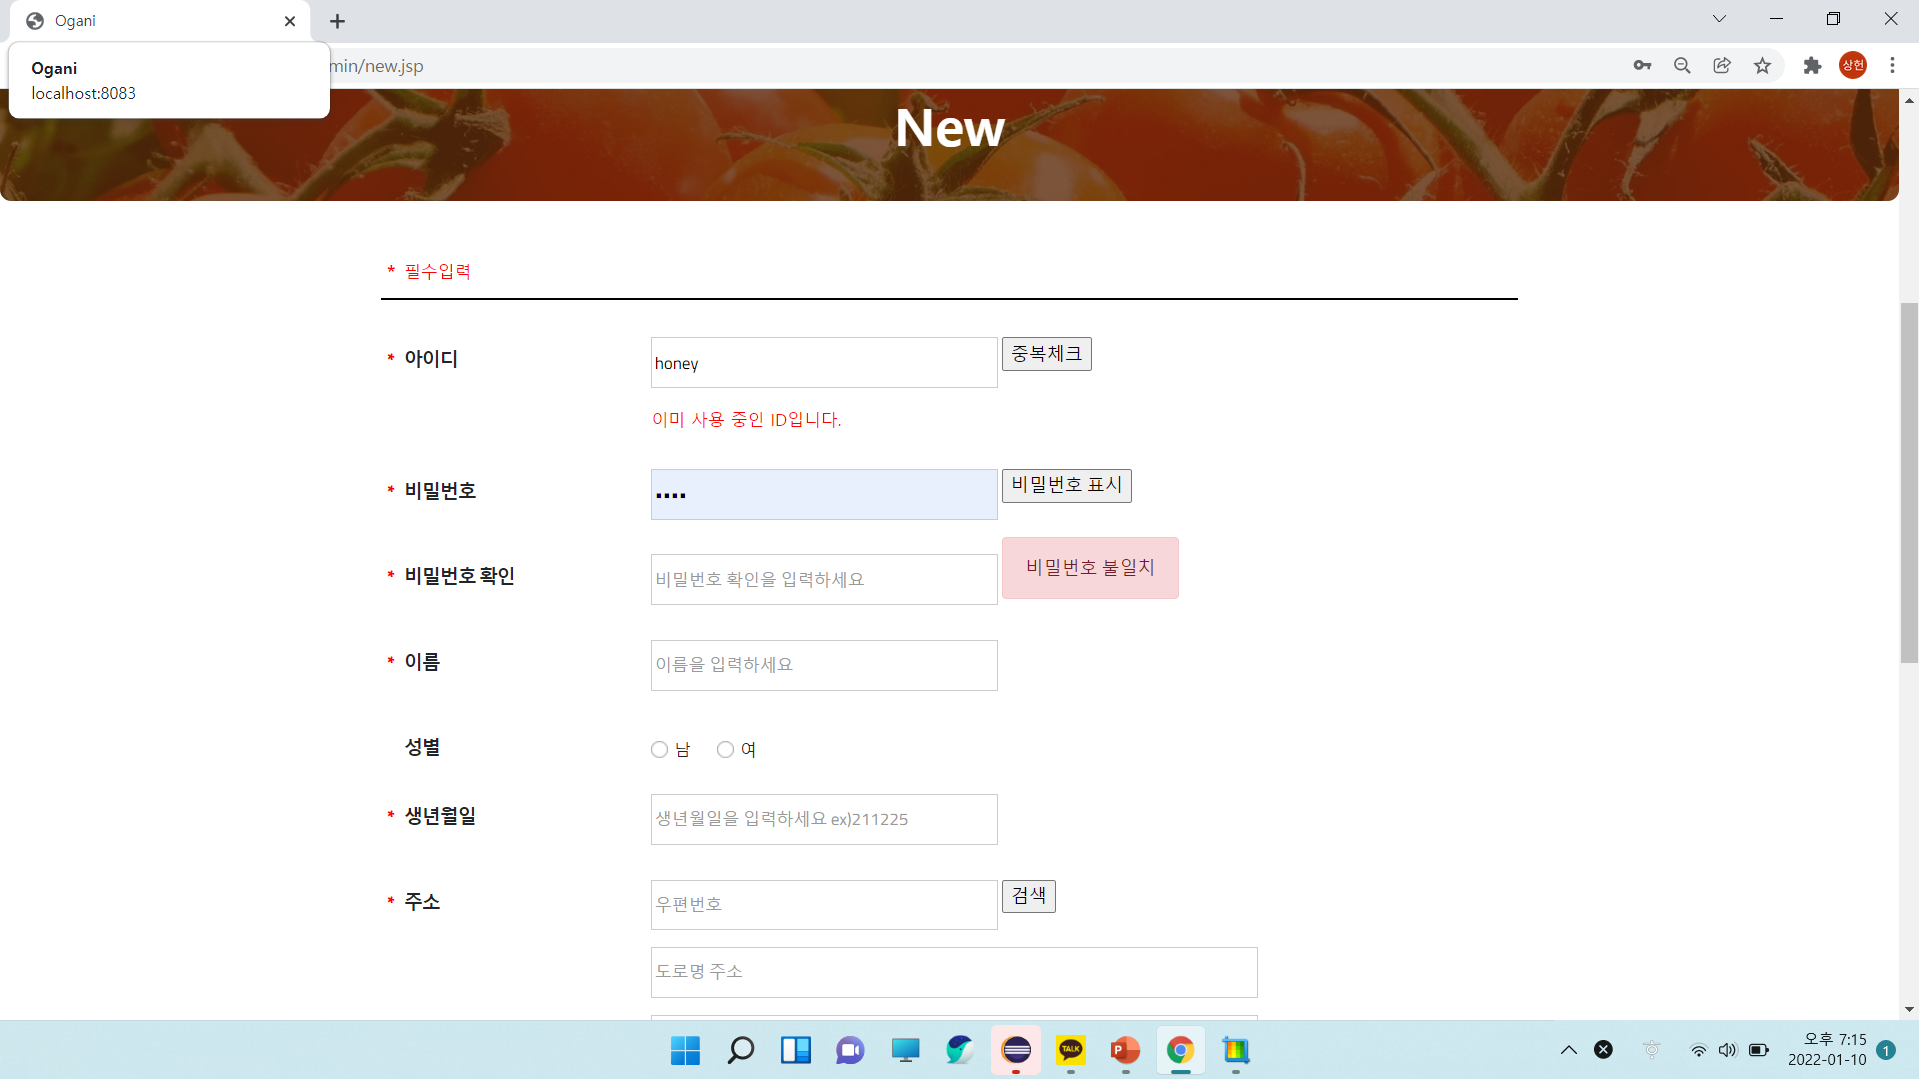 Ogani
Ogani
localhost:8083
min/new.jsp
상헌
New
* 필수입력
* 아이디
honey
중복체크
이미 사용 중인 ID입니다.
* 비밀번호
••••
비밀번호 표시
* 비밀번호 확인
비밀번호 확인을 입력하세요
비밀번호 불일치
* 이름
이름을 입력하세요
성별
남 여
* 생년월일
생년월일을 입력하세요 ex)211225
* 주소
우편번호
검색
도로명 주소
TALK
P
오후 7:15
2022-01-10
1